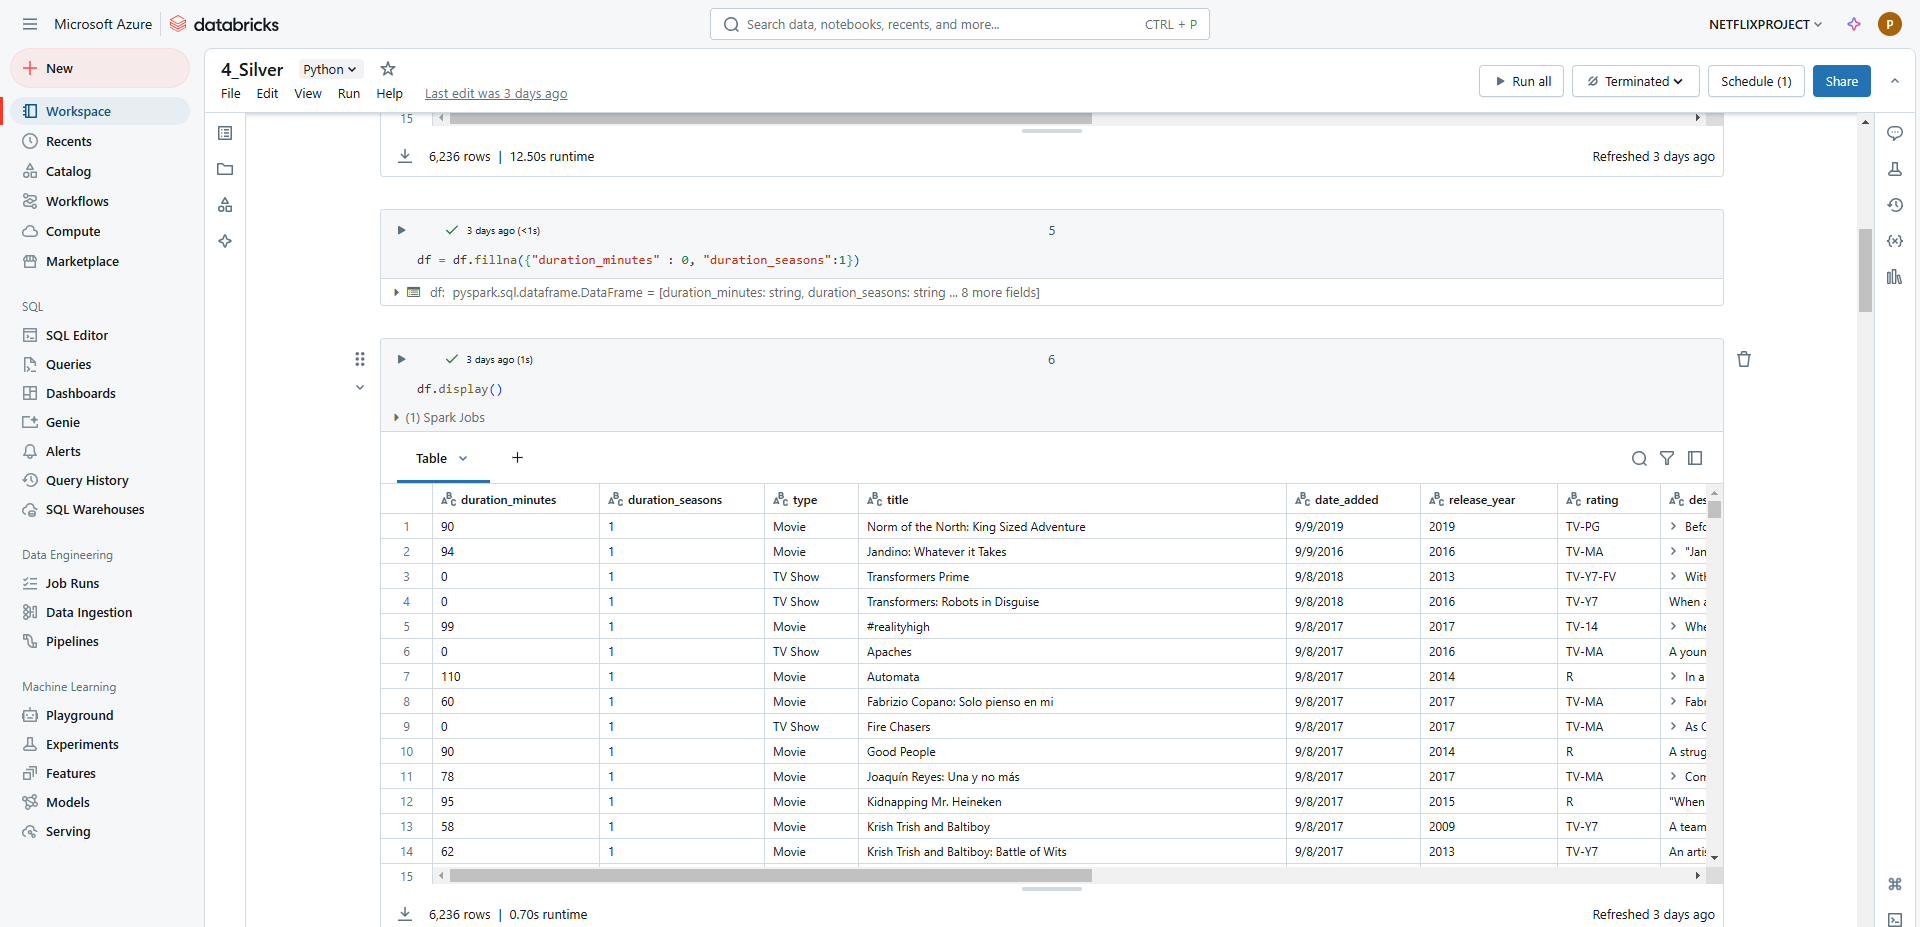 Microsoft Azure databricks
Search data, notebooks, recents, and more... CTRL + P
NETFLIXPROJECT
P
New
Workspace
Recents
Catalog
Workflows
Compute
Marketplace
SQL
SQL Editor
Queries
Dashboards
Genie
Alerts
Query History
SQL Warehouses
Data Engineering
Job Runs
Data Ingestion
Pipelines
Machine Learning
Playground
Experiments
Features
Models
Serving
4_Silver Python
File Edit View Run Help Last edit was 3 days ago
Run all Terminated Schedule (1) Share
15
6,236 rows | 12.50s runtime Refreshed 3 days ago
3 days ago (<1s) 5
df = df.fillna({"duration_minutes" : 0, "duration_seasons":1})
df: pyspark.sql.dataframe.DataFrame = [duration_minutes: string, duration_seasons: string ... 8 more fields]
3 days ago (1s) 6
df.display()
(1) Spark Jobs
Table +
ABC duration_minutes ABC duration_seasons ABC type ABC title ABC date_added ABC release_year ABC rating ABC des
1 90 1 Movie Norm of the North: King Sized Adventure 9/9/2019 2019 TV-PG > Befo
2 94 1 Movie Jandino: Whatever it Takes 9/9/2016 2016 TV-MA > "Jan
3 0 1 TV Show Transformers Prime 9/8/2018 2013 TV-Y7-FV > With
4 0 1 TV Show Transformers: Robots in Disguise 9/8/2018 2016 TV-Y7 When a
5 99 1 Movie #realityhigh 9/8/2017 2017 TV-14 > Whe
6 0 1 TV Show Apaches 9/8/2017 2016 TV-MA A youn
7 110 1 Movie Automata 9/8/2017 2014 R > In a
8 60 1 Movie Fabrizio Copano: Solo pienso en mi 9/8/2017 2017 TV-MA > Fabr
9 0 1 TV Show Fire Chasers 9/8/2017 2017 TV-MA > As C
10 90 1 Movie Good People 9/8/2017 2014 R A strug
11 78 1 Movie Joaquín Reyes: Una y no más 9/8/2017 2017 TV-MA > Com
12 95 1 Movie Kidnapping Mr. Heineken 9/8/2017 2015 R "When
13 58 1 Movie Krish Trish and Baltiboy 9/8/2017 2009 TV-Y7 A team
14 62 1 Movie Krish Trish and Baltiboy: Battle of Wits 9/8/2017 2013 TV-Y7 An artis
15
6,236 rows | 0.70s runtime Refreshed 3 days ago